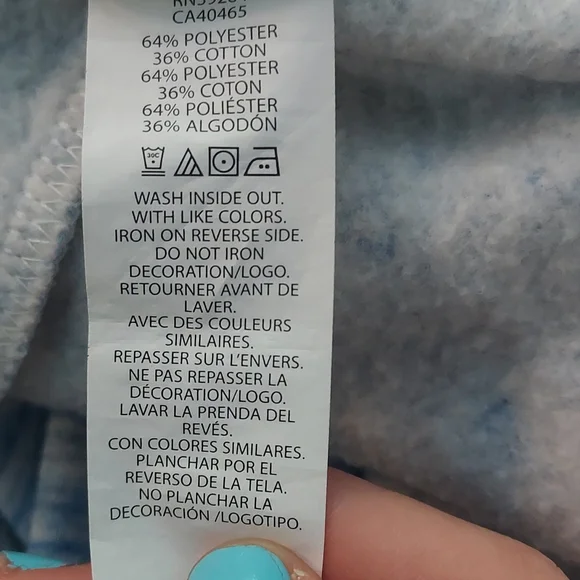 CA40465
64% POLYESTER
36% COTTON
64% POLYESTER
36% COTON
64% POLIÉSTER
36% ALGODÓN
30C
WASH INSIDE OUT.
WITH LIKE COLORS.
IRON ON REVERSE SIDE.
DO NOT IRON
DECORATION/LOGO.
RETOURNER AVANT DE
LAVER.
AVEC DES COULEURS
SIMILAIRES.
REPASSER SUR L'ENVERS.
NE PAS REPASSER LA
DÉCORATION/LOGO.
LAVAR LA PRENDA DEL
REVÉS.
CON COLORES SIMILARES.
PLANCHAR POR EL
REVERSO DE LA TELA.
NO PLANCHAR LA
DECORACIÓN /LOGOTIPO.